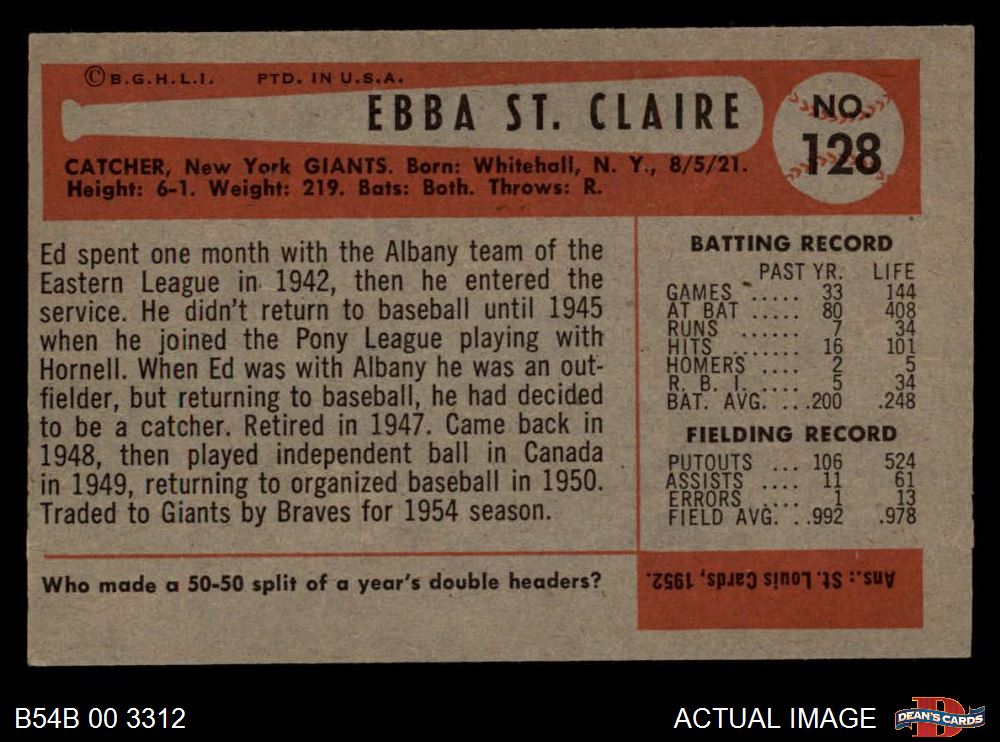 ©B.G.H.L.I. PTD. IN U.S.A.
EBBA ST. CLAIRE
NO.
128
CATCHER, New York GIANTS. Born: Whitehall, N. Y., 8/5/21.
Height: 6-1. Weight: 219. Bats: Both. Throws: R.
Ed spent one month with the Albany team of the
Eastern League in 1942, then he entered the
service. He didn't return to baseball until 1945
when he joined the Pony League playing with
Hornell. When Ed was with Albany he was an out-
fielder, but returning to baseball, he had decided
to be a catcher. Retired in 1947. Came back in
1948, then played independent ball in Canada
in 1949, returning to organized baseball in 1950.
Traded to Giants by Braves for 1954 season.
BATTING RECORD
PAST YR. LIFE
GAMES ..... 33 144
AT BAT ..... 80 408
RUNS ...... 7 34
HITS ...... 16 101
HOMERS .... 2 5
R. B. I. .... 5 34
BAT. AVG. ...200 .248
FIELDING RECORD
PUTOUTS ... 106 524
ASSISTS .... 11 61
ERRORS .... 1 13
FIELD AVG. ..992 .978
Who made a 50-50 split of a year's double headers?
Ans.: St. Louis Cards, 1952.
B54B 00 3312
ACTUAL IMAGE
D
DEAN'S CARDS